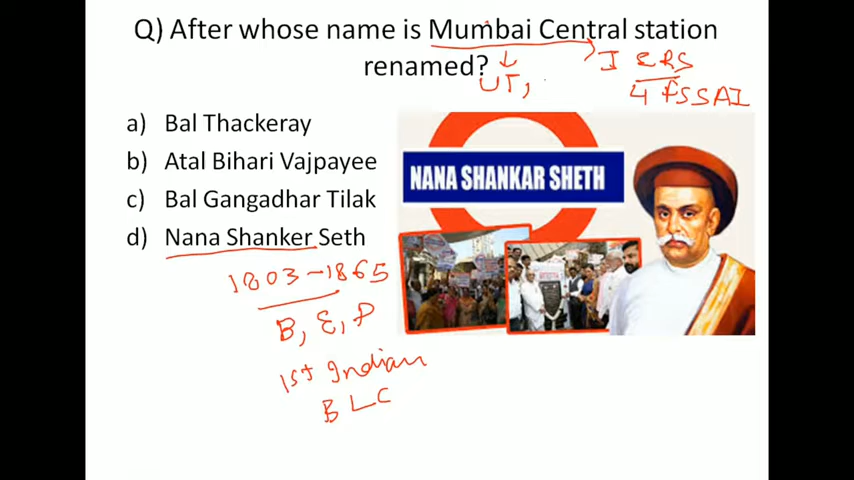 Q) After whose name is Mumbai Central station
renamed?
I ERS
UT,
4 FSSAI
a) Bal Thackeray
b) Atal Bihari Vajpayee
c) Bal Gangadhar Tilak
d) Nana Shanker Seth
NANA SHANKAR SHETH
1803-1865
B, E, P
1st Indian
BLC